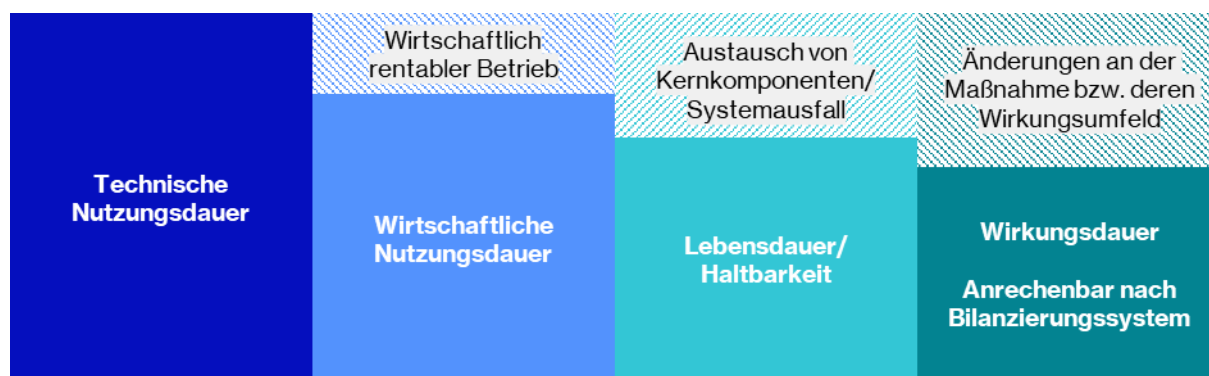 Technische
Nutzungsdauer
Wirtschaftlich
rentabler Betrieb
Wirtschaftliche
Nutzungsdauer
Austausch von
Kernkomponenten/
Systemausfall
Lebensdauer/
Haltbarkeit
Änderungen an der
Maßnahme bzw. deren
Wirkungsumfeld
Wirkungsdauer
Anrechenbar nach
Bilanzierungssystem